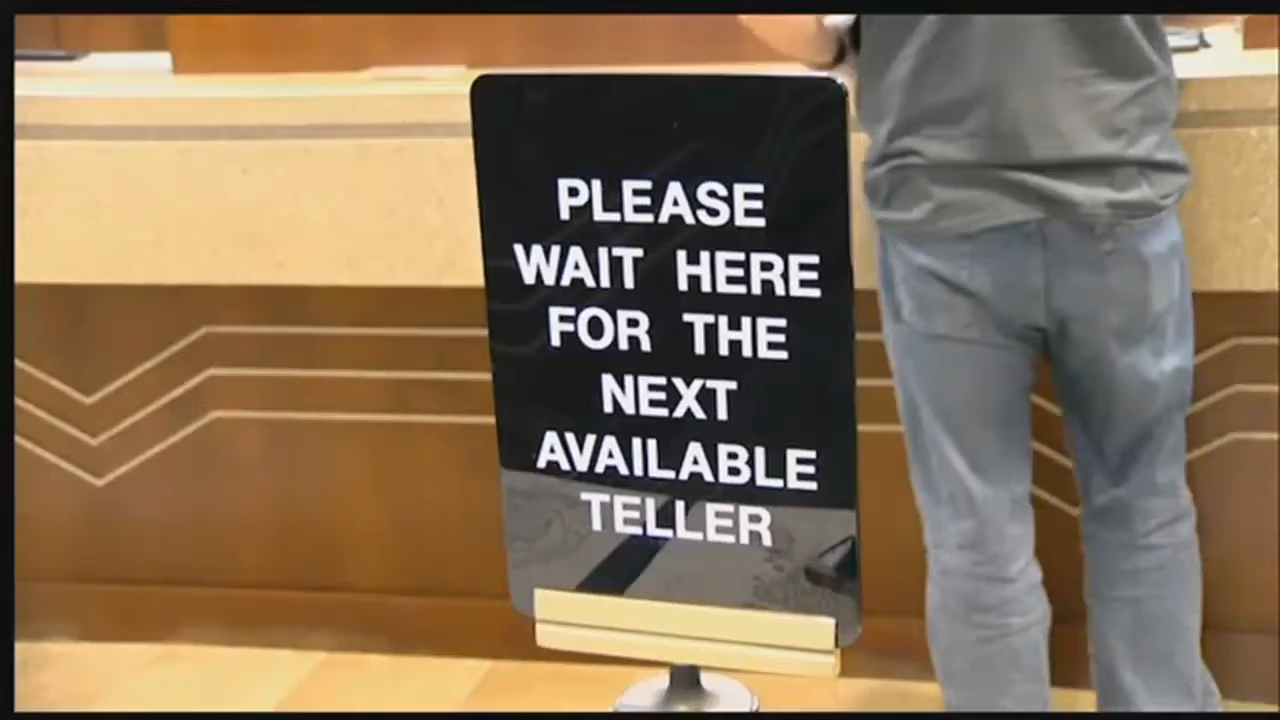 PLEASE
WAIT HERE
FOR THE
NEXT
AVAILABLE
TELLER